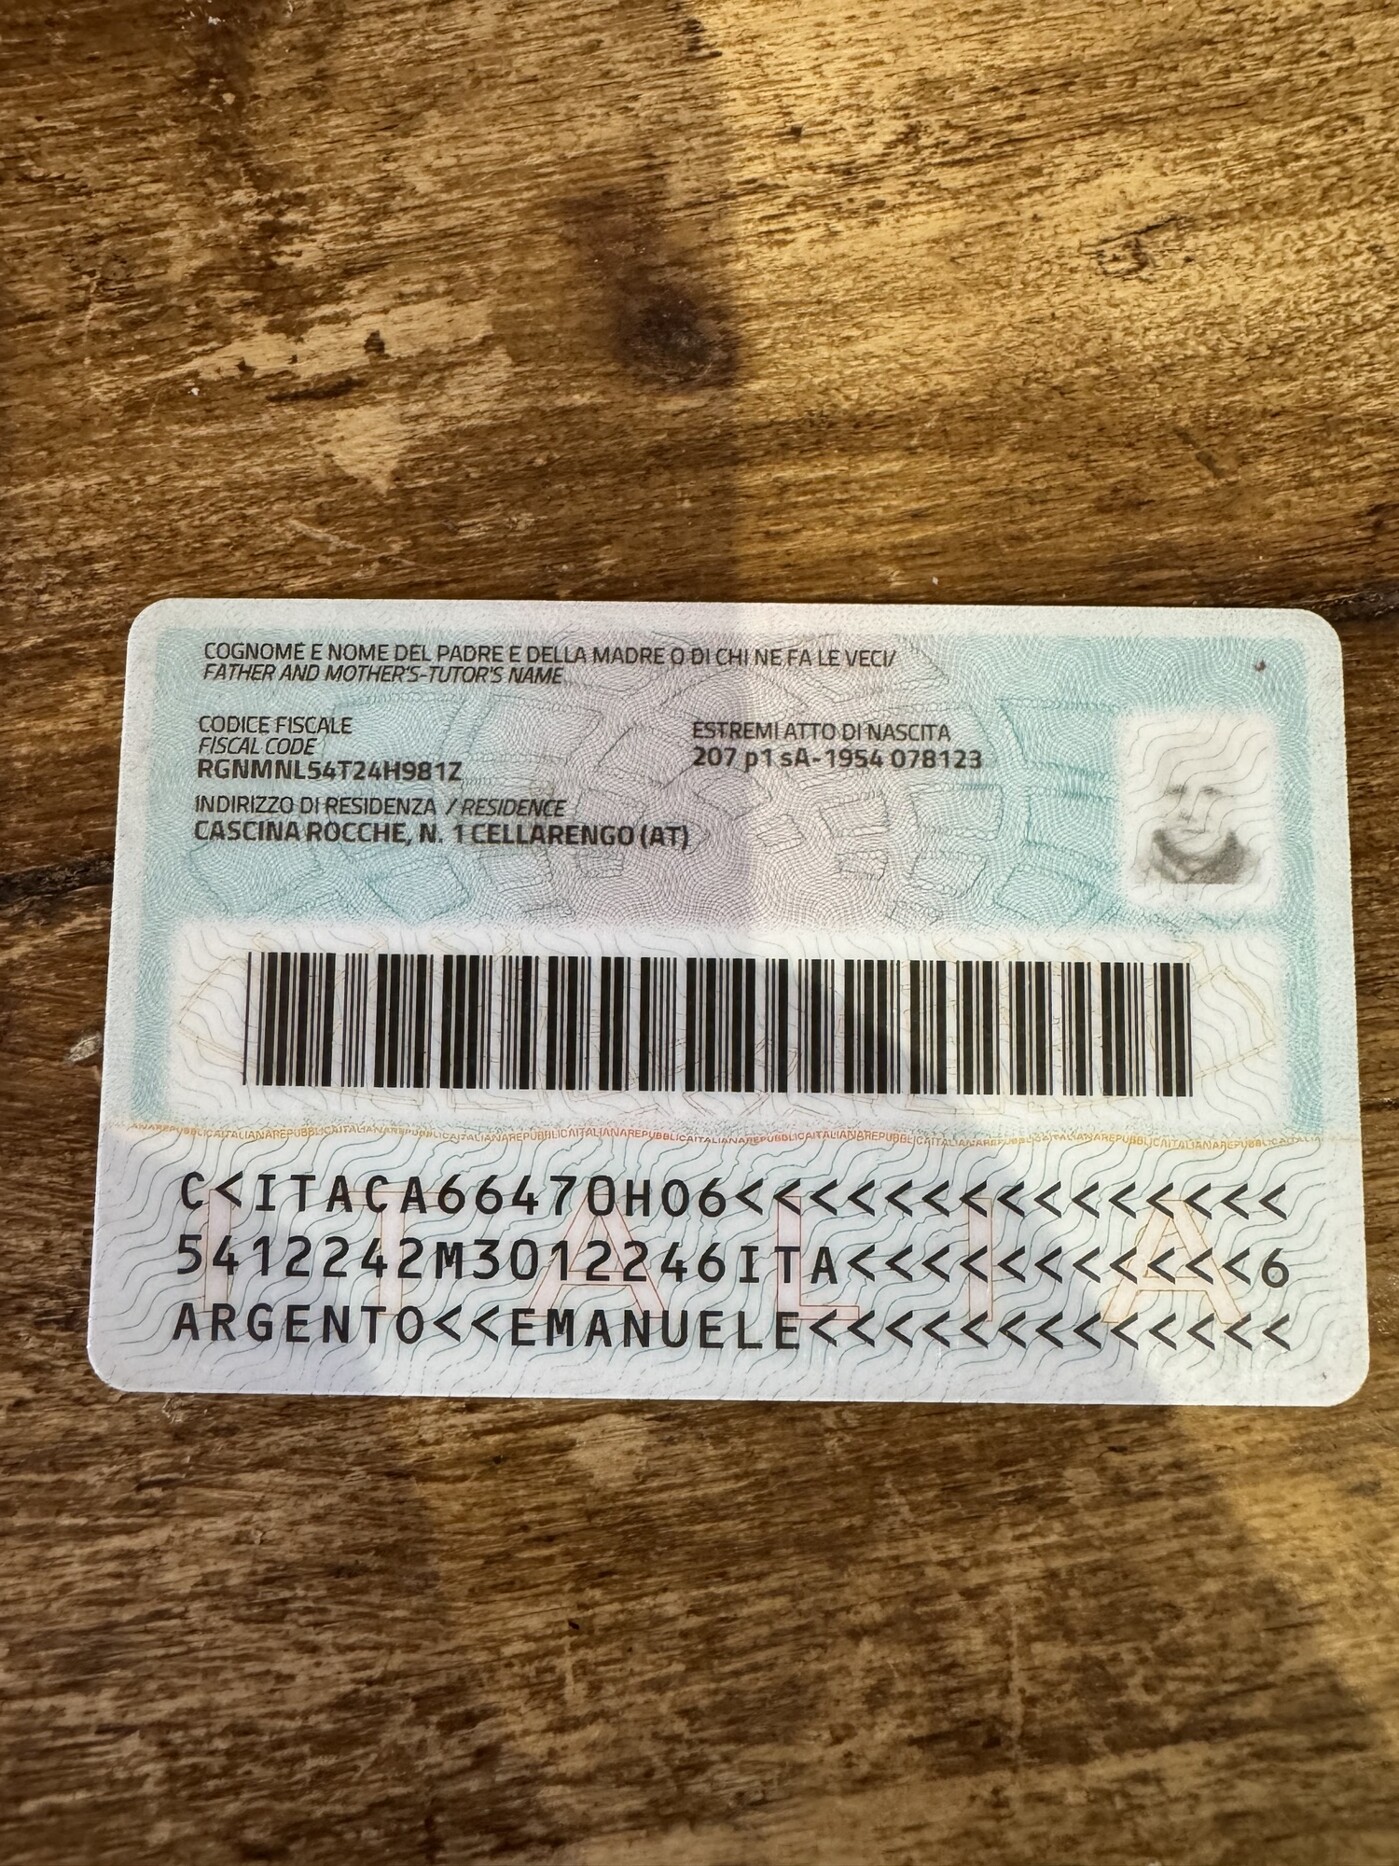 COGNOME E NOME DEL PADRE E DELLA MADRE O DI CHI NE FA LE VECI/
FATHER AND MOTHER'S-TUTOR'S NAME
CODICE FISCALE
FISCAL CODE
RGNMNL54T24H981Z
ESTREMI ATTO DI NASCITA
207 p1 sA-1954 078123
INDIRIZZO DI RESIDENZA / RESIDENCE
CASCINA ROCCHE, N. 1 CELLARENGO (AT)
C<ITACA66470HO6<<<<<<<<<<<<<<<
5412242M3012246ITA<<<<<<<<<<<6
ARGENTO<<EMANUELE<<<<<<<<<<<<<
ITALIA